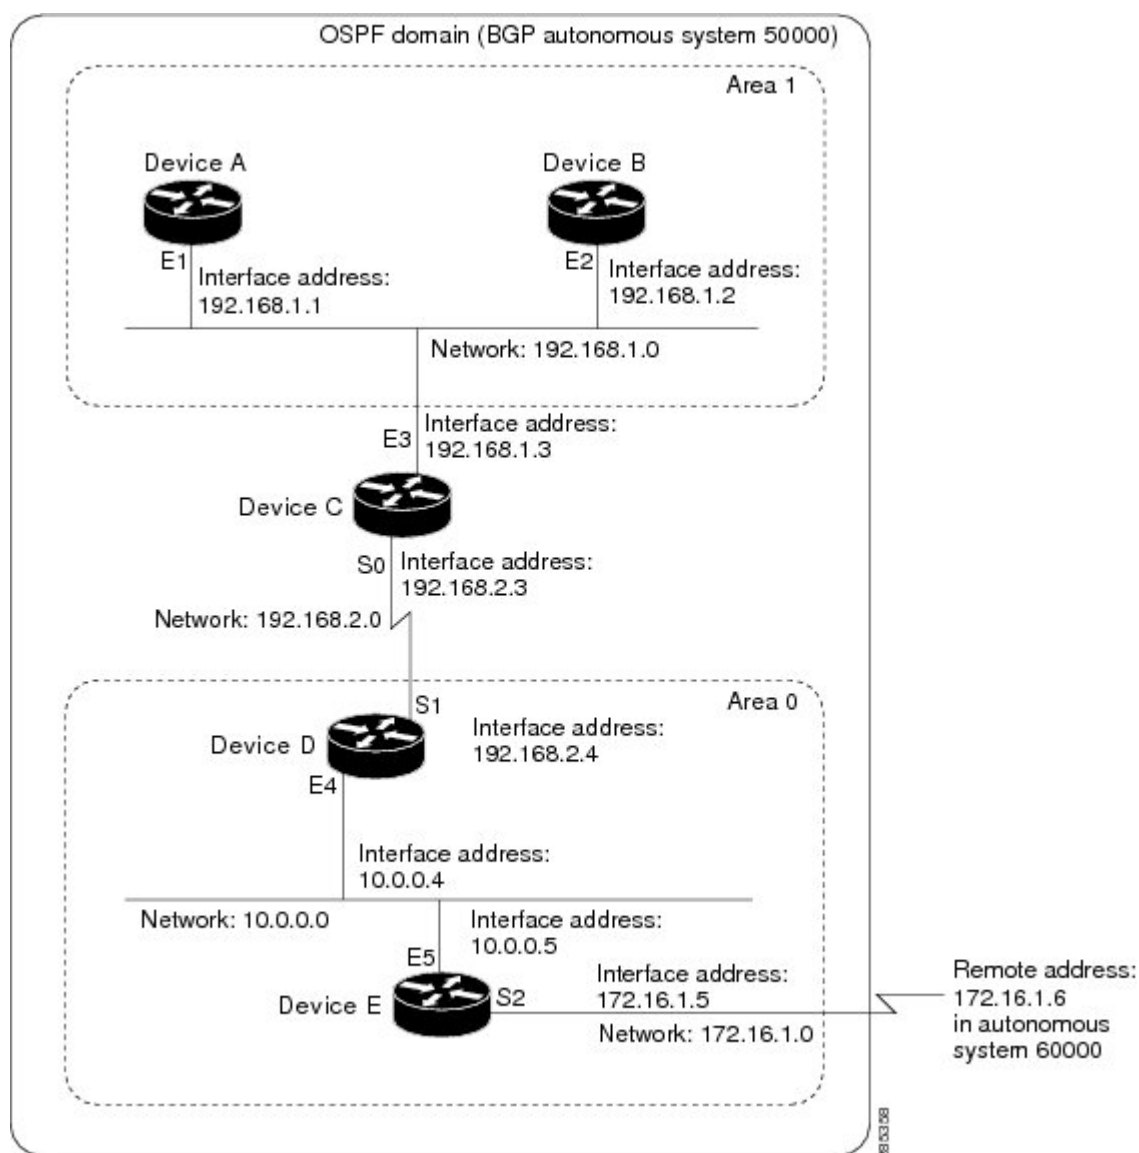 OSPF domain (BGP autonomous system 50000)
Area 1
Device A
Device B
E1
Interface address:
192.168.1.1
E2
Interface address:
192.168.1.2
Network: 192.168.1.0
E3
Interface address:
192.168.1.3
Device C
S0
Interface address:
192.168.2.3
Network: 192.168.2.0
Area 0
S1
Device D
Interface address:
192.168.2.4
E4
Interface address:
10.0.0.4
Network: 10.0.0.0
Interface address:
10.0.0.5
E5
Device E
S2
Interface address:
172.16.1.5
Network: 172.16.1.0
Remote address:
172.16.1.6
in autonomous
system 60000
85358